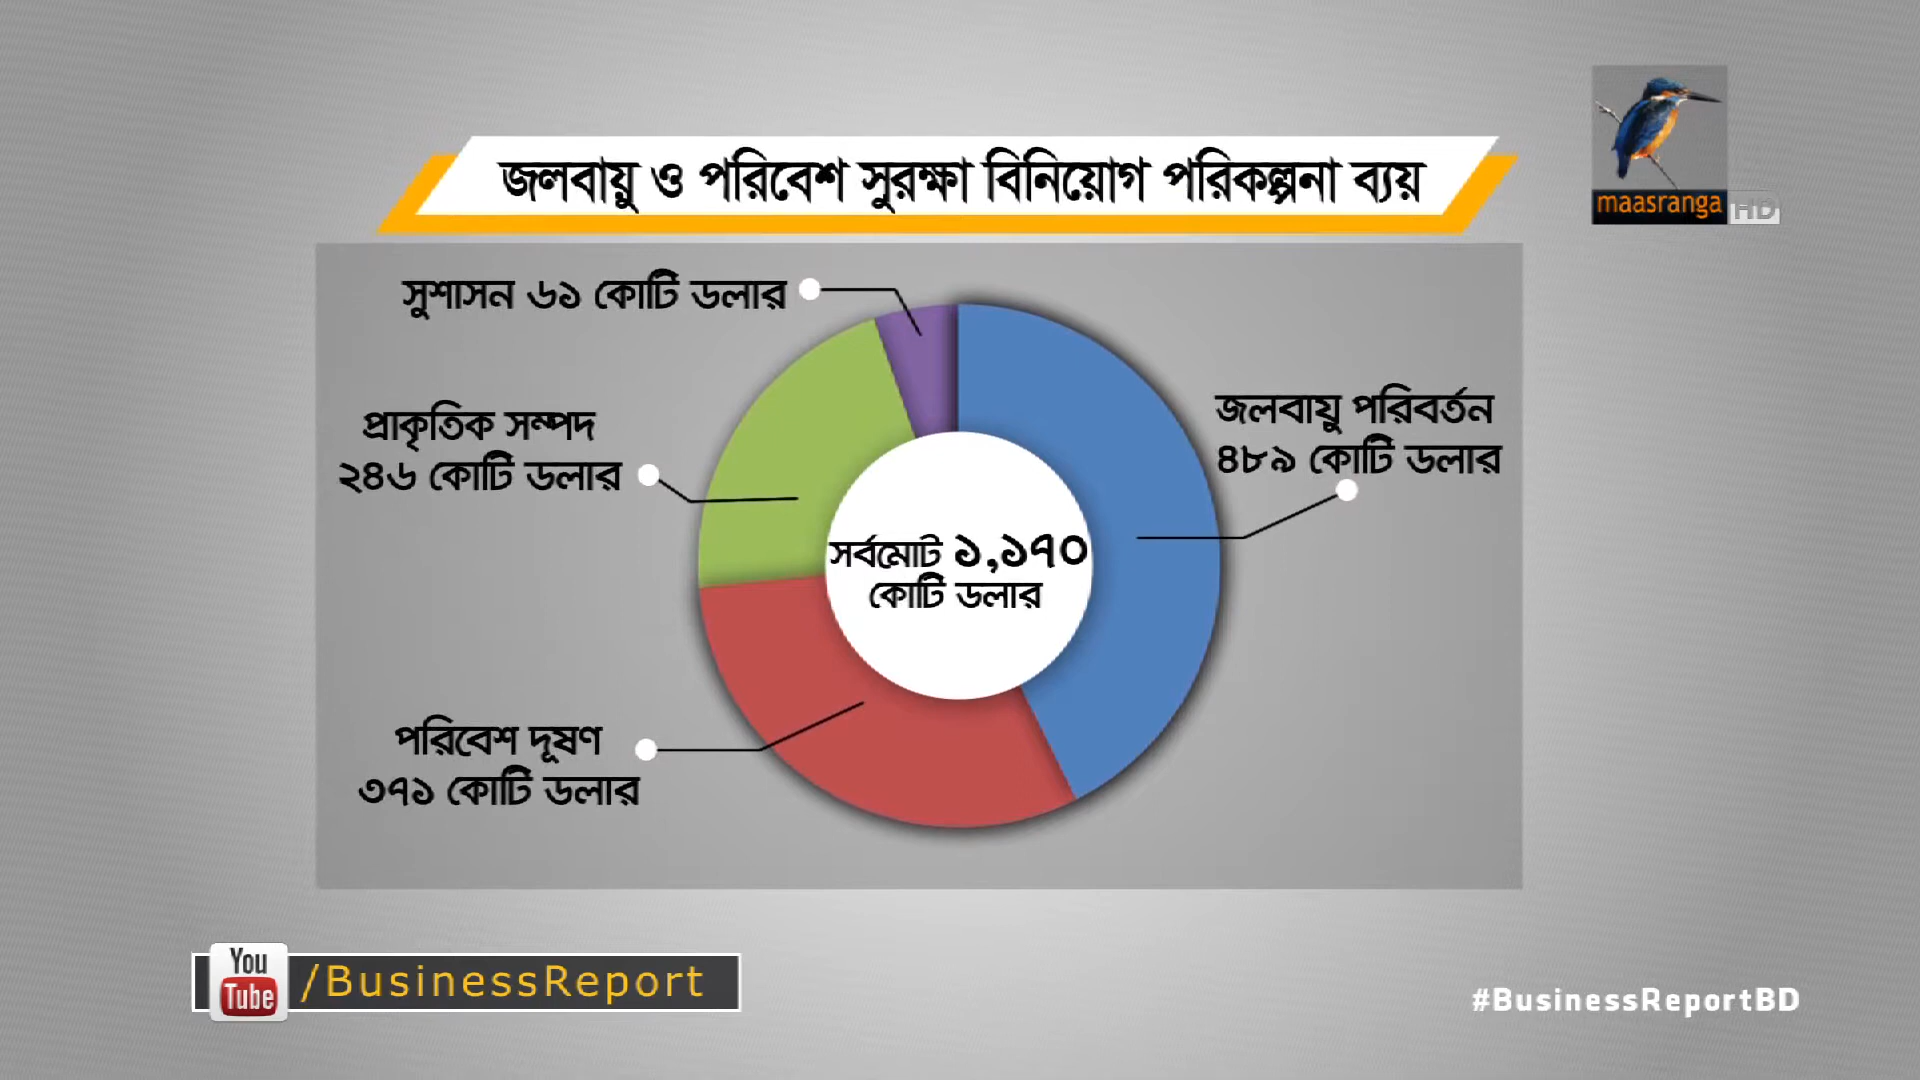 জলবায়ু ও পরিবেশ সুরক্ষা বিনিয়োগ পরিকল্পনা ব্যয়
maasranga HD
সুশাসন ৬১ কোটি ডলার
প্রাকৃতিক সম্পদ
২৪৬ কোটি ডলার
জলবায়ু পরিবর্তন
৪৮৯ কোটি ডলার
সর্বমোট ১,১৭০
কোটি ডলার
পরিবেশ দূষণ
৩৭১ কোটি ডলার
You
Tube
/BusinessReport
#BusinessReportBD